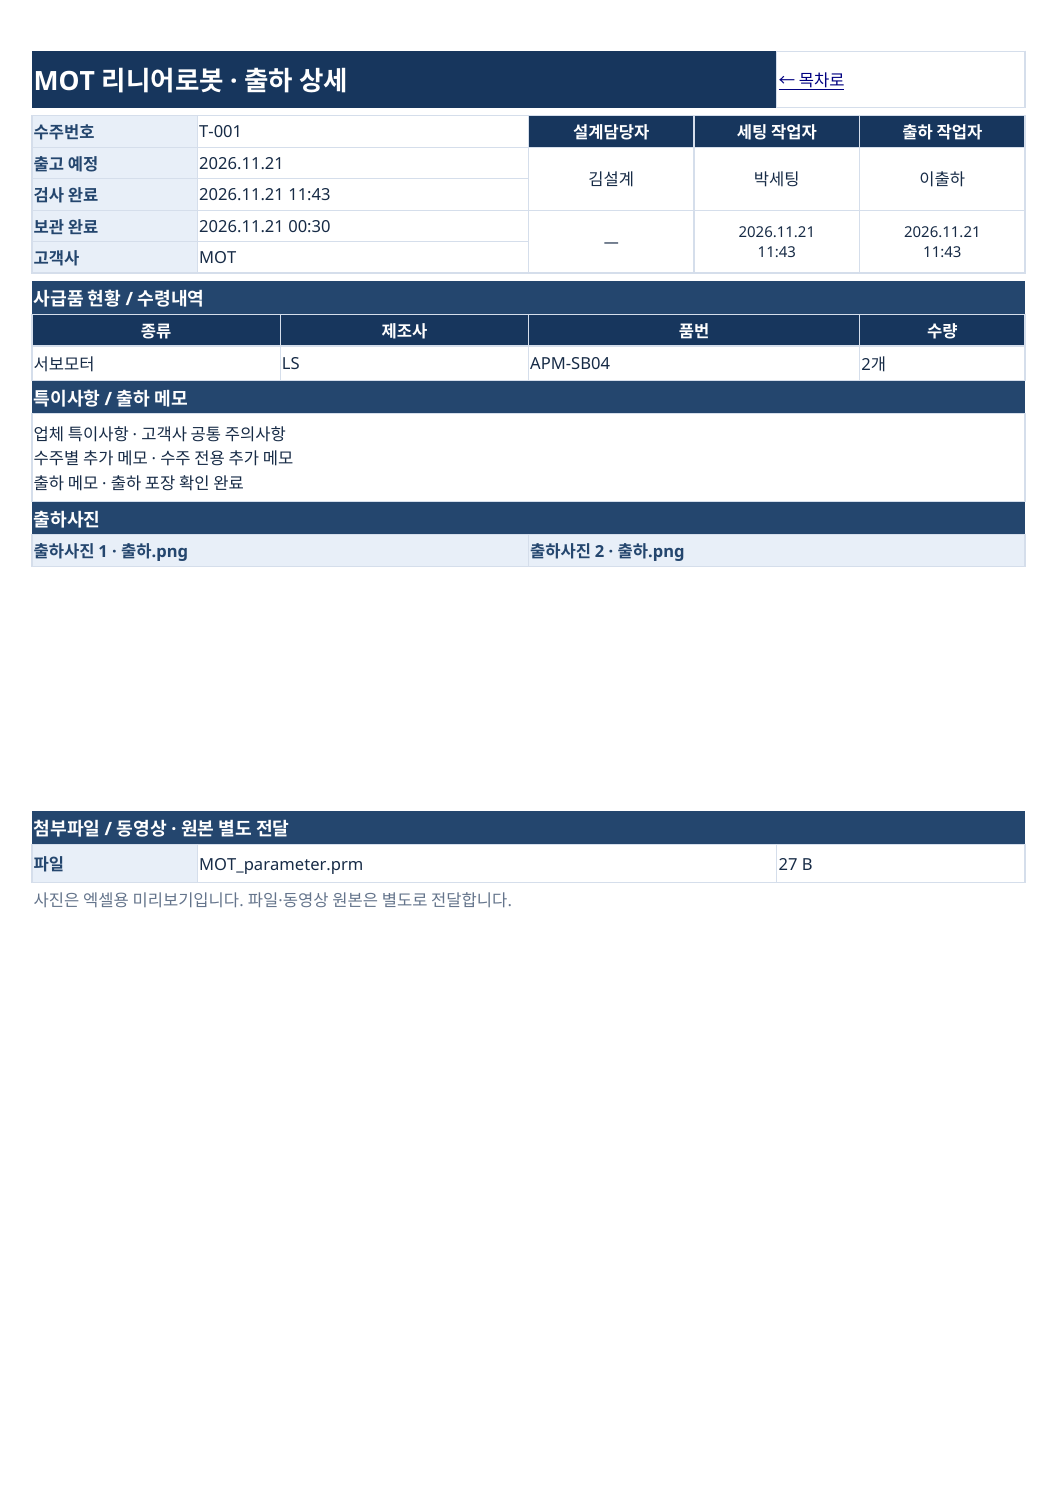 MOT 리니어로봇 · 출하 상세
← 목차로
수주번호 T-001 설계담당자 세팅 작업자 출하 작업자
출고 예정 2026.11.21
김설계 박세팅 이출하
검사 완료 2026.11.21 11:43
보관 완료 2026.11.21 00:30
— 2026.11.21 11:43 2026.11.21 11:43
고객사 MOT
사급품 현황 / 수령내역
종류 제조사 품번 수량
서보모터 LS APM-SB04 2개
특이사항 / 출하 메모
업체 특이사항 · 고객사 공통 주의사항
수주별 추가 메모 · 수주 전용 추가 메모
출하 메모 · 출하 포장 확인 완료
출하사진
출하사진 1 · 출하.png 출하사진 2 · 출하.png
첨부파일 / 동영상 · 원본 별도 전달
파일 MOT_parameter.prm 27 B
사진은 엑셀용 미리보기입니다. 파일·동영상 원본은 별도로 전달합니다.